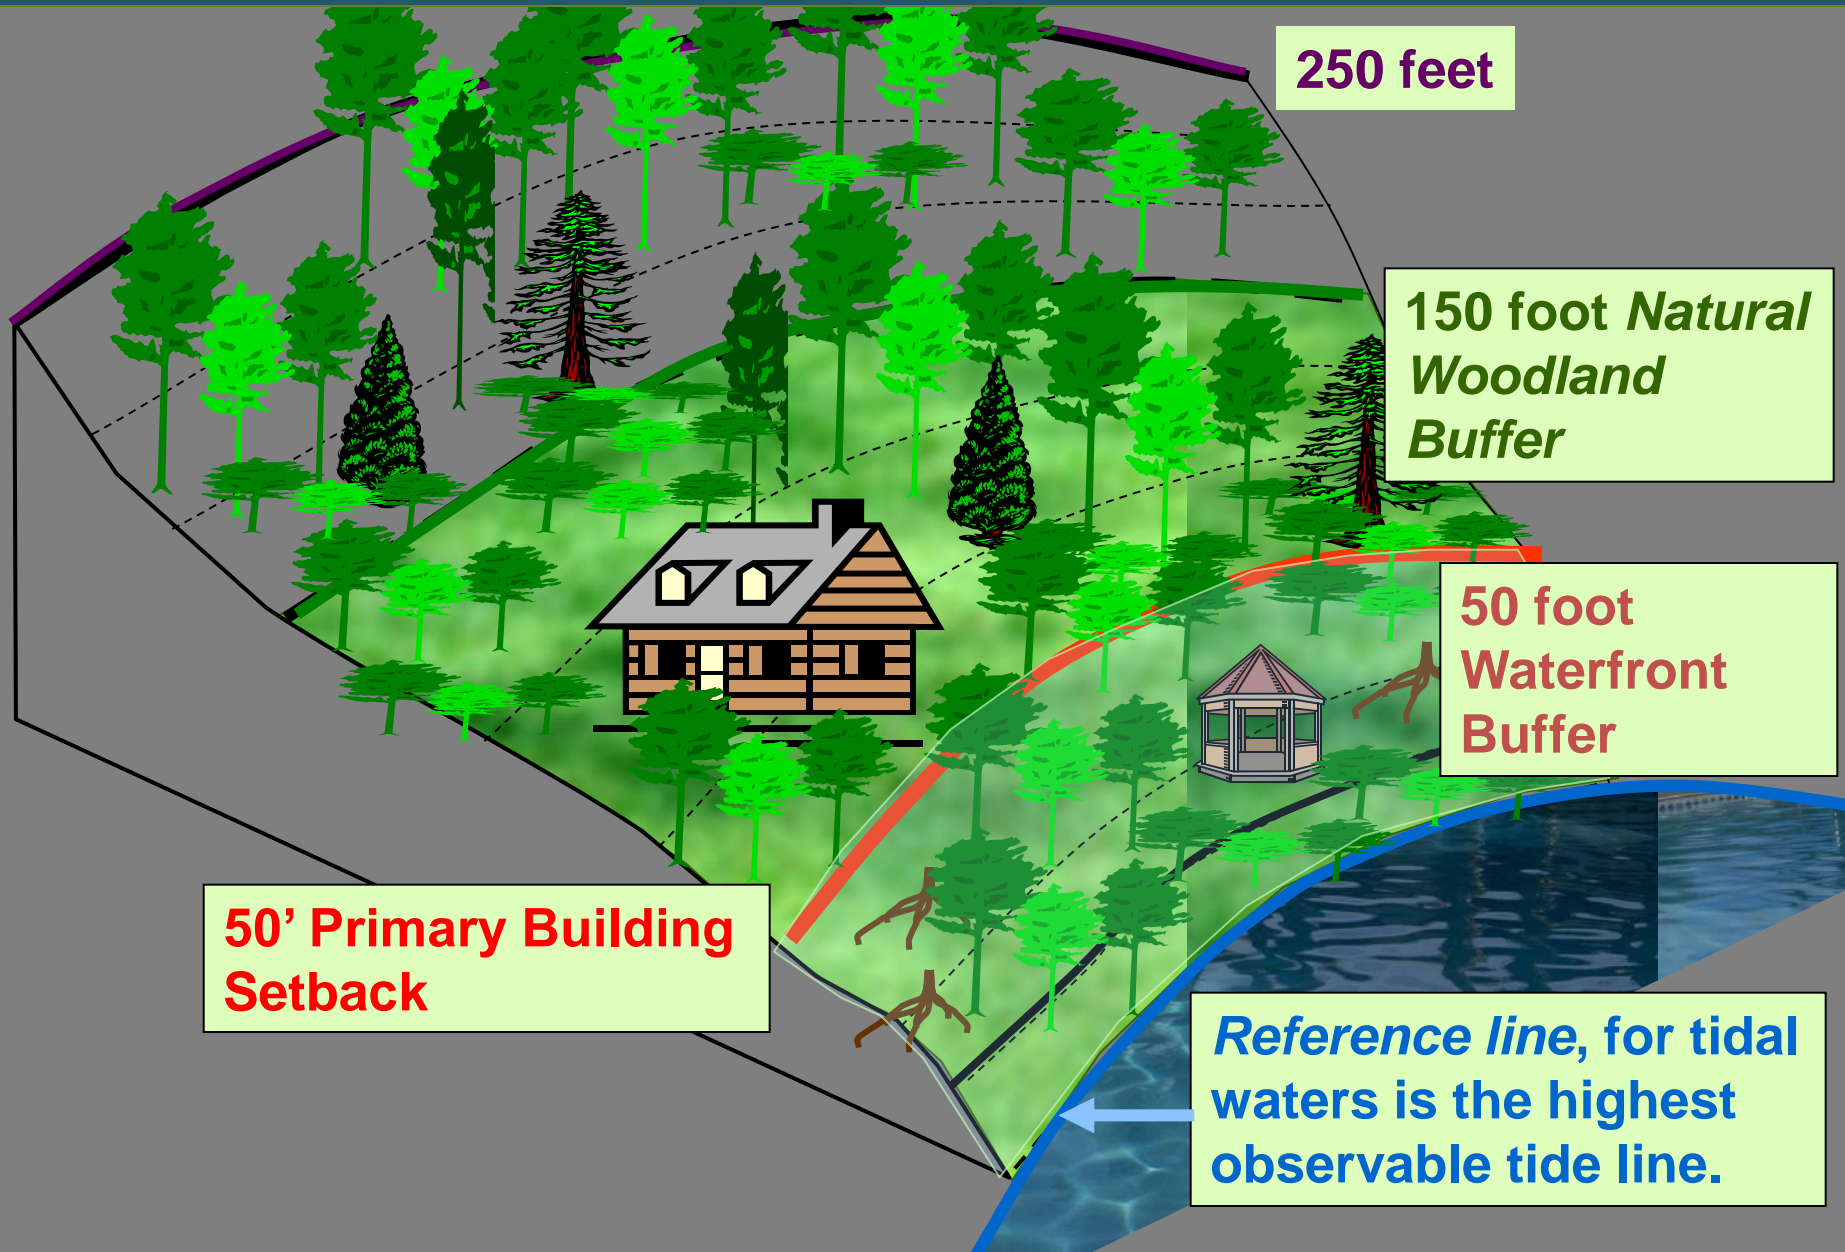 250 feet
150 foot Natural
Woodland
Buffer
50 foot
Waterfront
Buffer
50’ Primary Building
Setback
Reference line, for tidal
waters is the highest
observable tide line.